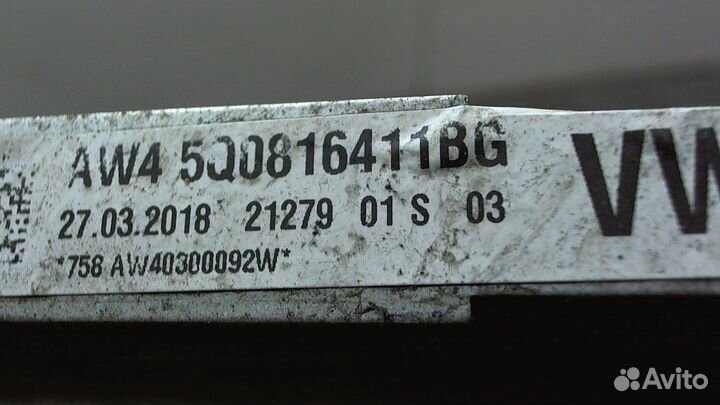 AW4 5Q0816411BG
27.03.2018 21279 01 S 03
*758 AW40300092W*
VW
Avito